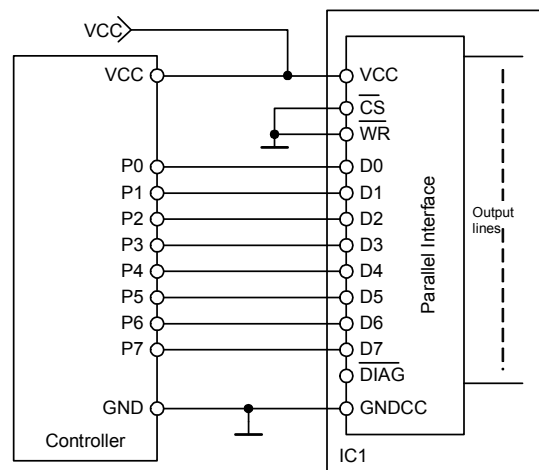 VCC
VCC
VCC
CS
WR
P0
D0
P1
D1
P2
D2
P3
D3
P4
D4
P5
D5
P6
D6
P7
D7
DIAG
GND
GNDCC
Controller
Parallel Interface
Output
lines
IC1